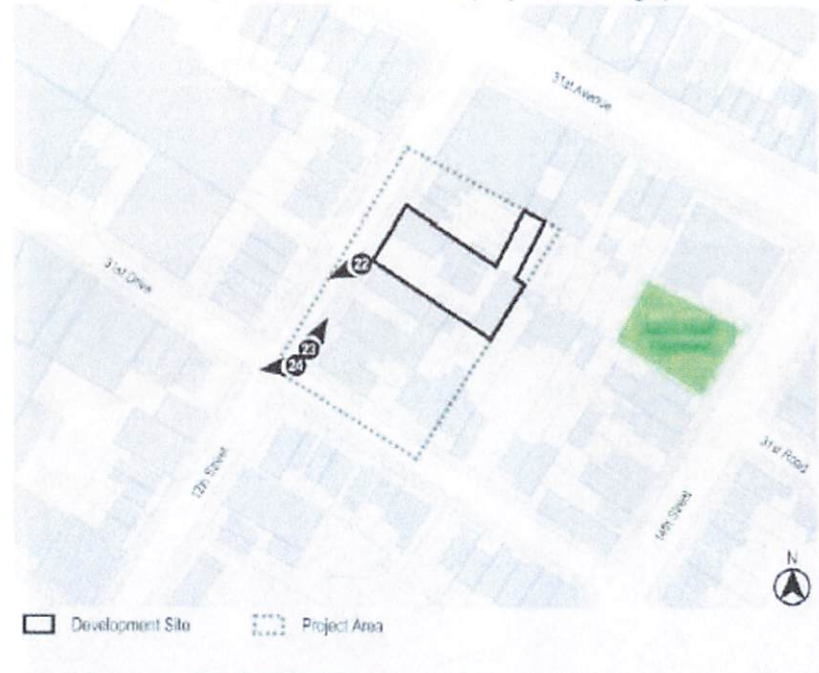 31st Avenue
31st Drive
22
23
24
12th Street
14th Street
31st Road
N
Development Site
Project Area